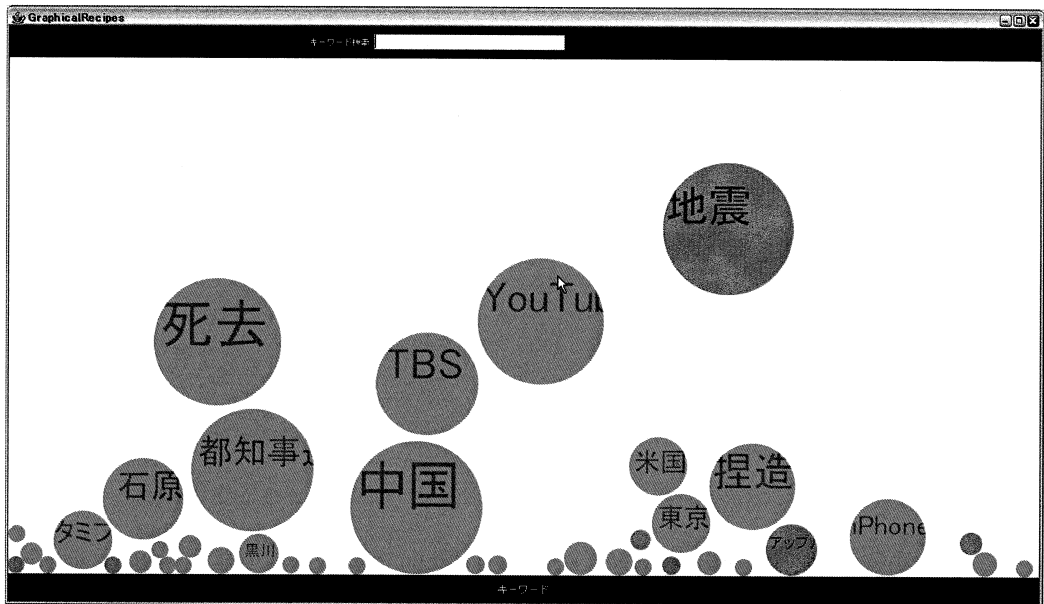 GraphicalRecipes
キーワード検索
地震
YouTub
死去
TBS
都知事
中国
米国
捏造
石原
東京
iPhone
タミフ
黒川
アップル
キーワード